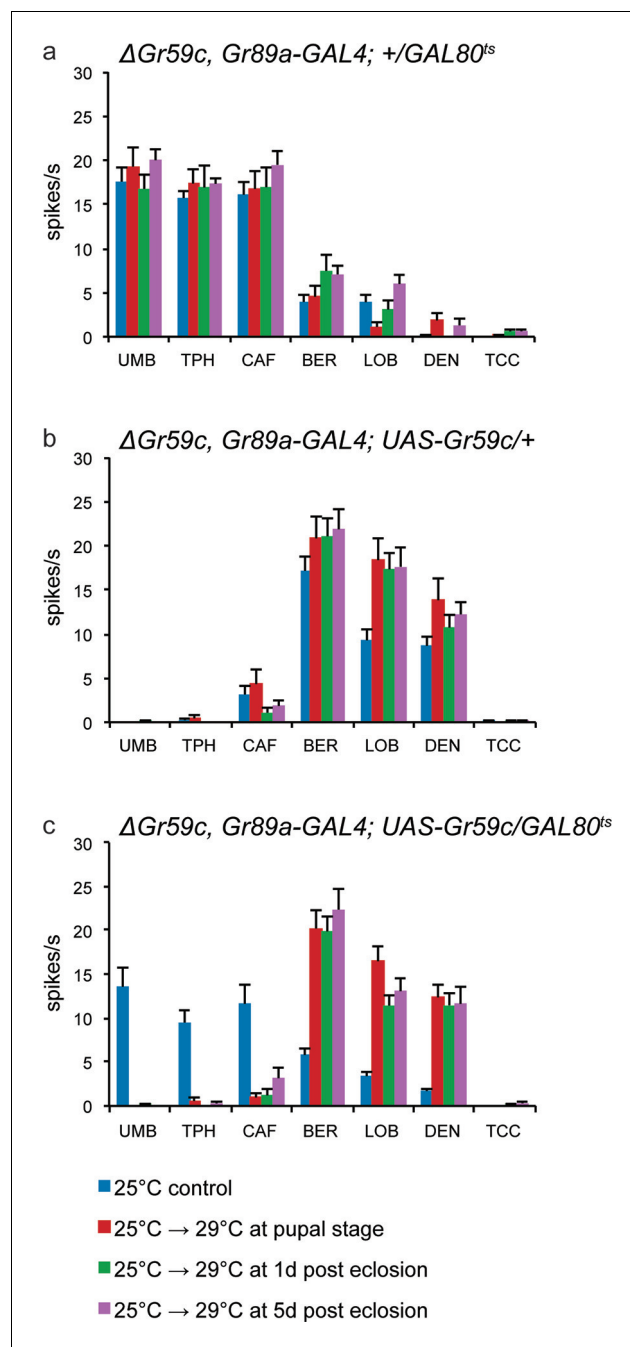 a ΔGr59c, Gr89a-GAL4; +/GAL80ts
30
25
20
15
10
5
0
spikes/s
UMB TPH CAF BER LOB DEN TCC
b ΔGr59c, Gr89a-GAL4; UAS-Gr59c/+
30
25
20
15
10
5
0
spikes/s
UMB TPH CAF BER LOB DEN TCC
c ΔGr59c, Gr89a-GAL4; UAS-Gr59c/GAL80ts
30
25
20
15
10
5
0
spikes/s
UMB TPH CAF BER LOB DEN TCC
25°C control
25°C → 29°C at pupal stage
25°C → 29°C at 1d post eclosion
25°C → 29°C at 5d post eclosion